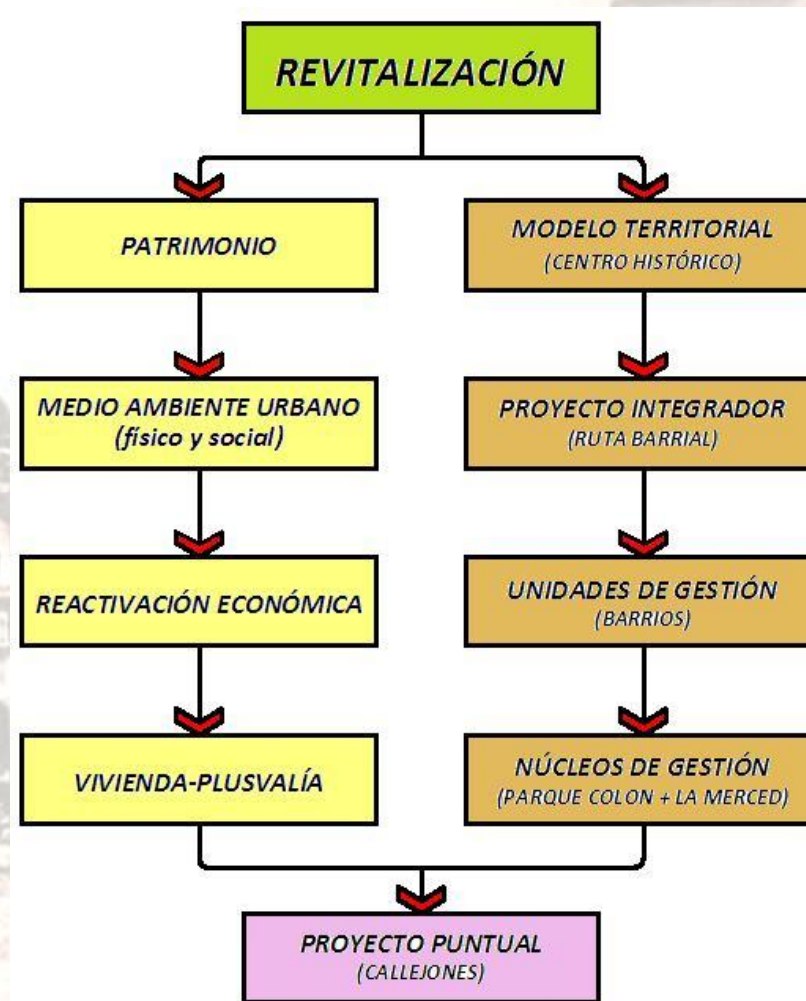 REVITALIZACIÓN
PATRIMONIO
MEDIO AMBIENTE URBANO
(físico y social)
REACTIVACIÓN ECONÓMICA
VIVIENDA-PLUSVALÍA
MODELO TERRITORIAL
(CENTRO HISTÓRICO)
PROYECTO INTEGRADOR
(RUTA BARRIAL)
UNIDADES DE GESTIÓN
(BARRIOS)
NÚCLEOS DE GESTIÓN
(PARQUE COLON + LA MERCED)
PROYECTO PUNTUAL
(CALLEJONES)